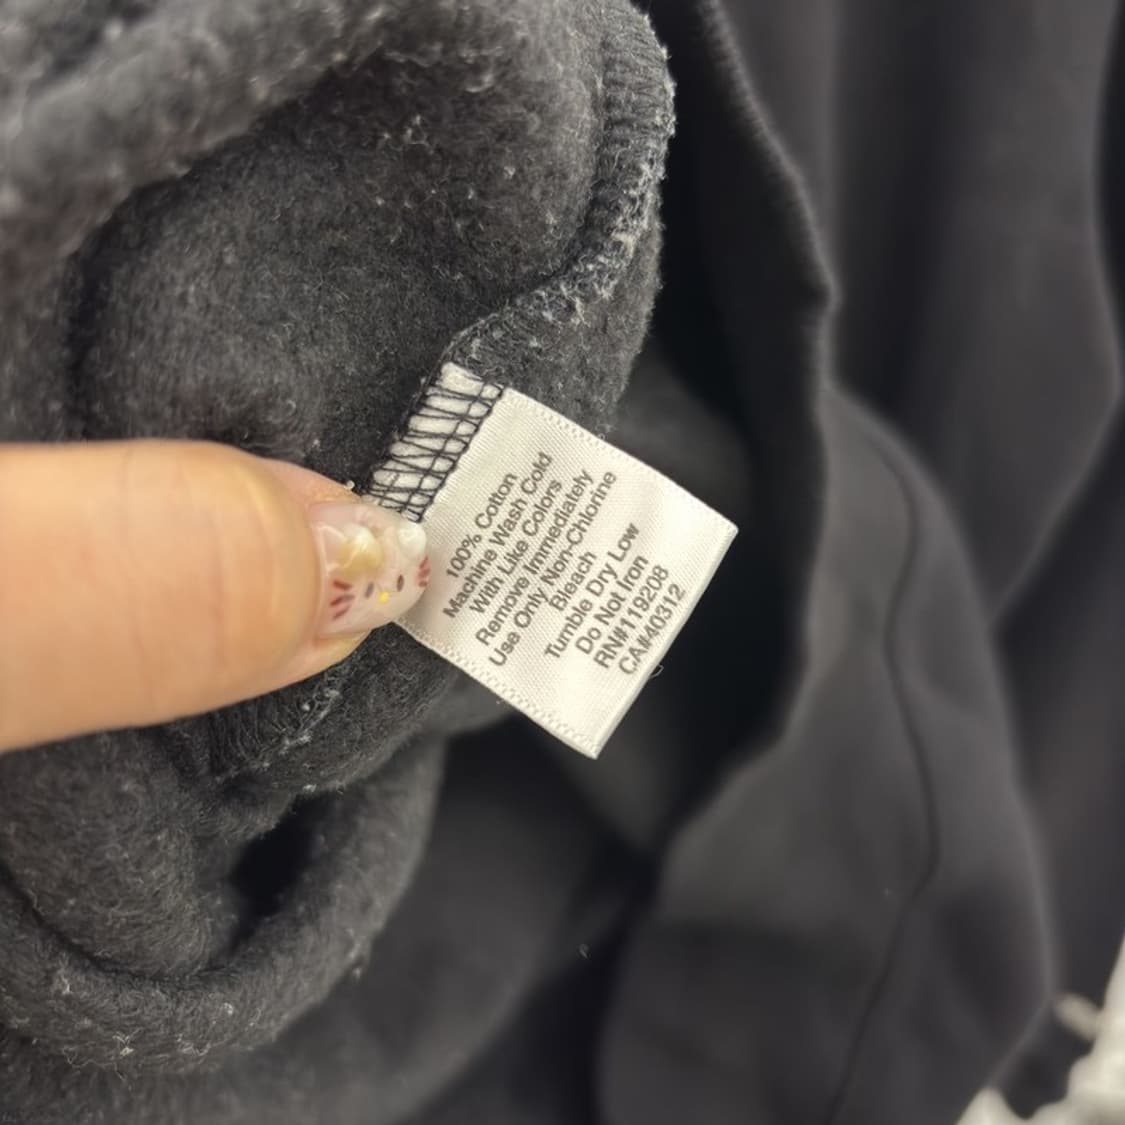 100% Cotton
Machine Wash Cold
With Like Colors
Remove Immediately
Use Only Non-Chlorine
Bleach
Tumble Dry Low
Do Not Iron
RN#119208
CA#40312